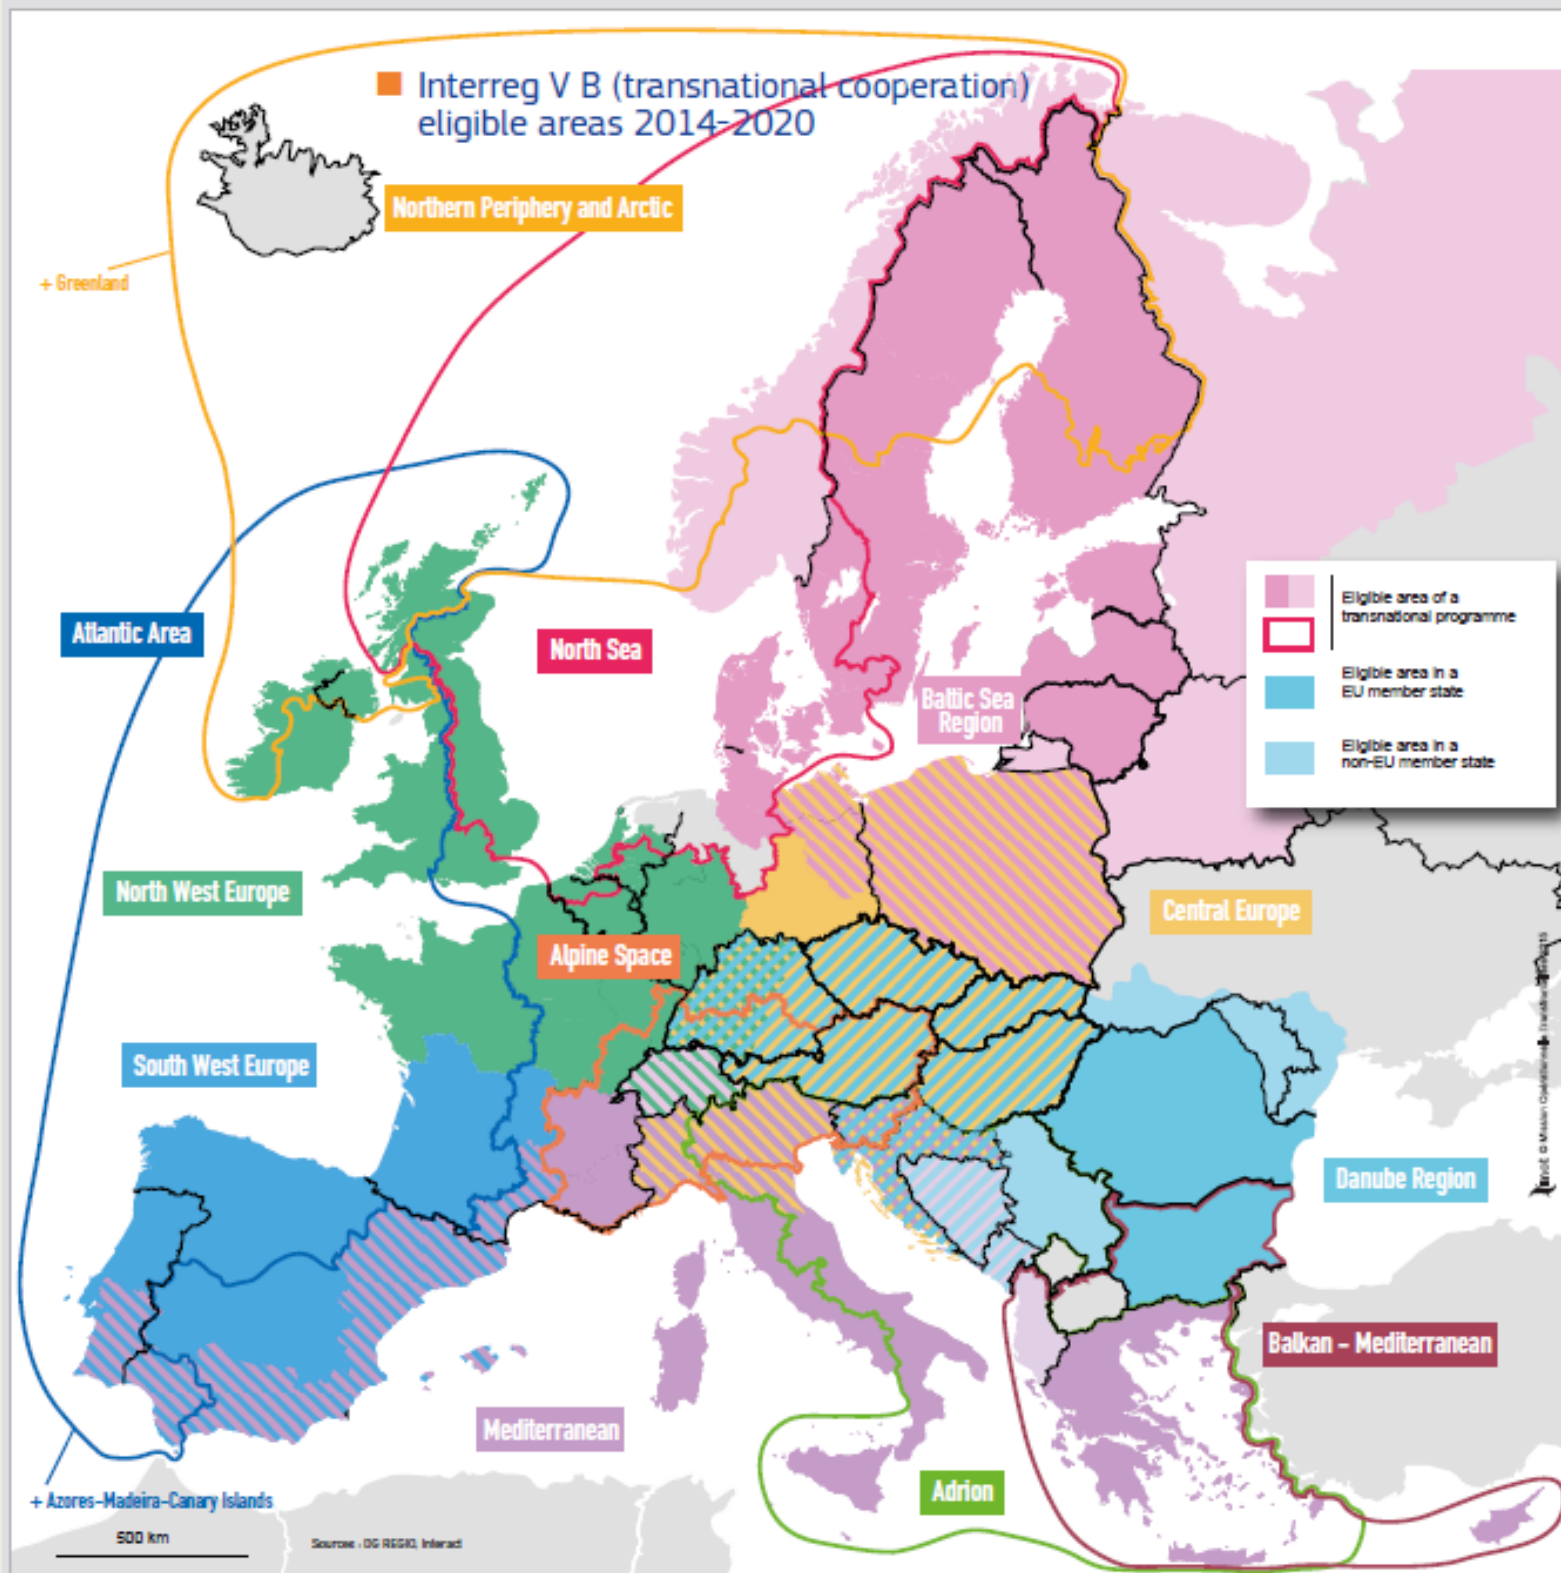 Interreg V B (transnational cooperation)
eligible areas 2014-2020
Northern Periphery and Arctic
+ Greenland
Atlantic Area
North Sea
Eligible area of a
transnational programme
Eligible area in a
EU member state
Eligible area in a
non-EU member state
Baltic Sea
Region
North West Europe
Central Europe
Alpine Space
South West Europe
Danube Region
Balkan - Mediterranean
Mediterranean
Adrion
+ Azores-Madeira-Canary Islands
500 km
Sources : DG REGIO, Interact